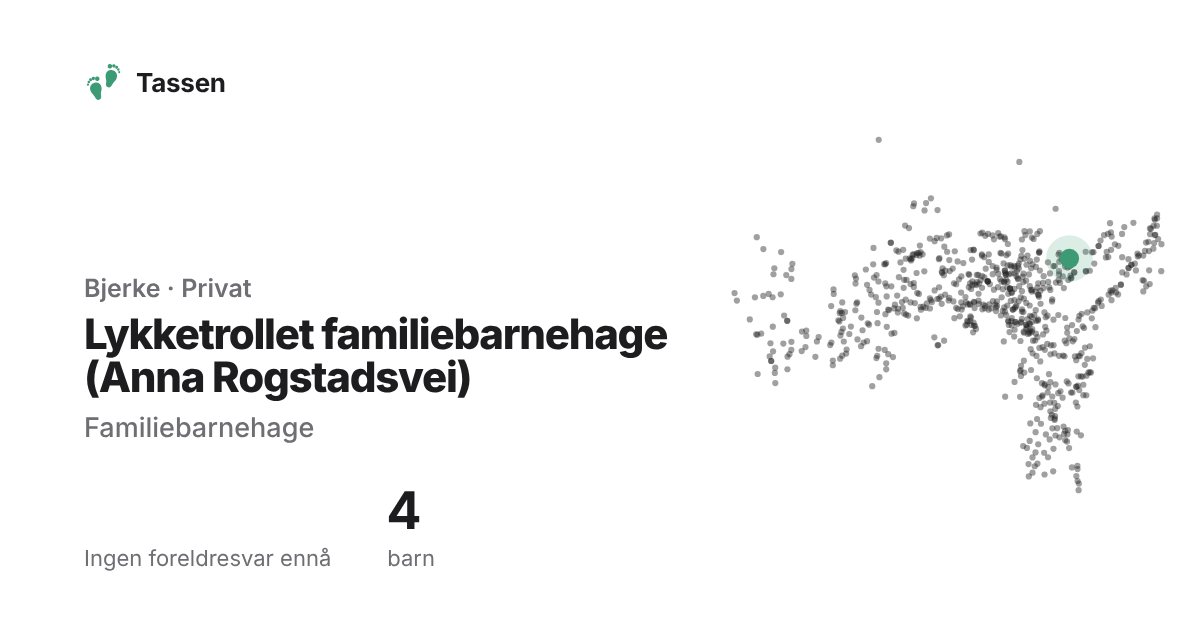 Tassen
Bjerke · Privat
Lykketrollet familiebarnehage
(Anna Rogstadsvei)
Familiebarnehage
4
Ingen foreldresvar ennå
barn